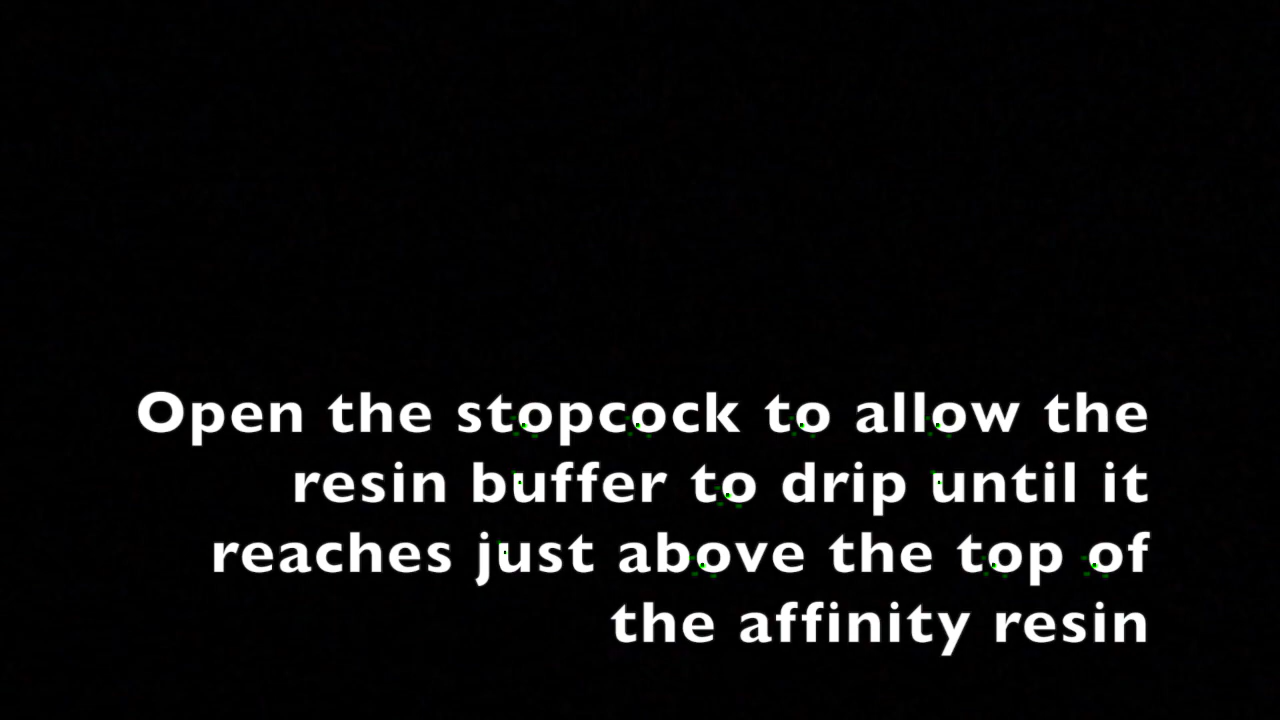 Open the stopcock to allow the
resin buffer to drip until it
reaches just above the top of
the affinity resin